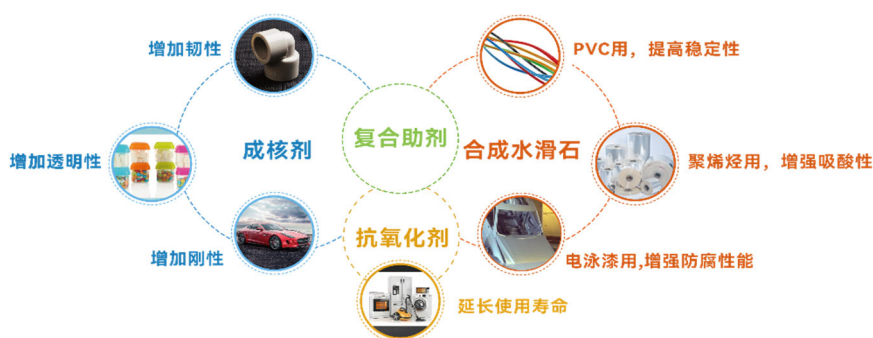 增加韧性
PVC用，提高稳定性
复合助剂
成核剂
合成水滑石
增加透明性
聚烯烃用，增强吸酸性
抗氧化剂
增加刚性
电泳漆用,增强防腐性能
延长使用寿命